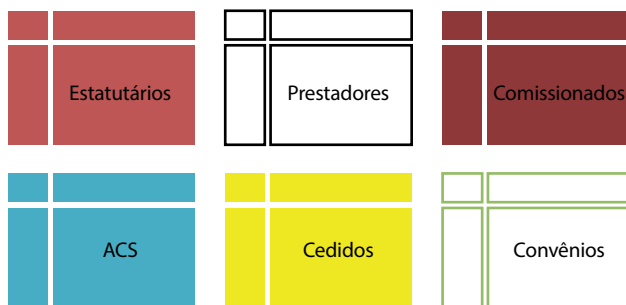 Estatutários
Prestadores
Comissionados
ACS
Cedidos
Convênios